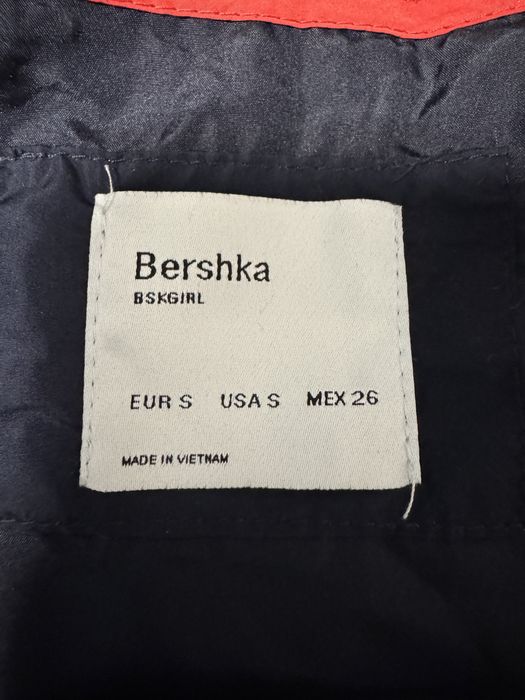 Bershka
BSKGIRL
EUR S USA S MEX 26
MADE IN VIETNAM